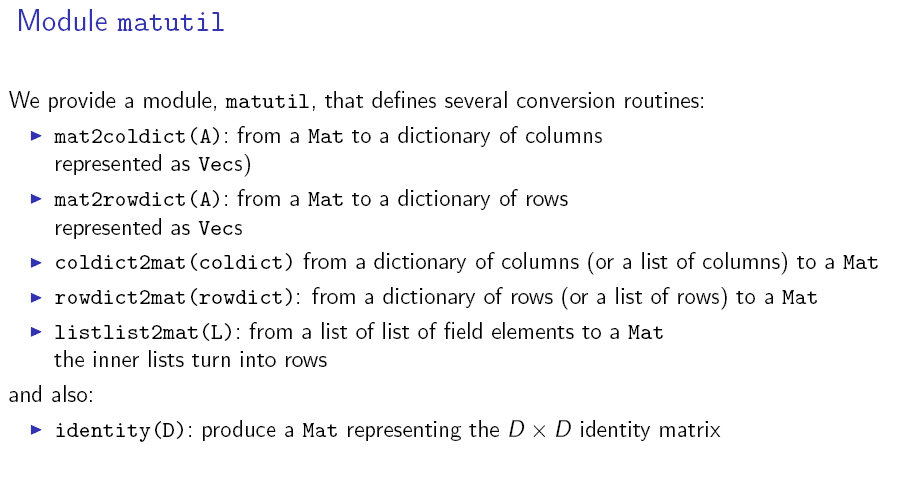 Module matutil
We provide a module, matutil, that defines several conversion routines:
▶ mat2coldict(A): from a Mat to a dictionary of columns
represented as Vecs)
▶ mat2rowdict(A): from a Mat to a dictionary of rows
represented as Vecs
▶ coldict2mat(coldict) from a dictionary of columns (or a list of columns) to a Mat
▶ rowdict2mat(rowdict): from a dictionary of rows (or a list of rows) to a Mat
▶ listlist2mat(L): from a list of list of field elements to a Mat
the inner lists turn into rows
and also:
▶ identity(D): produce a Mat representing the D × D identity matrix